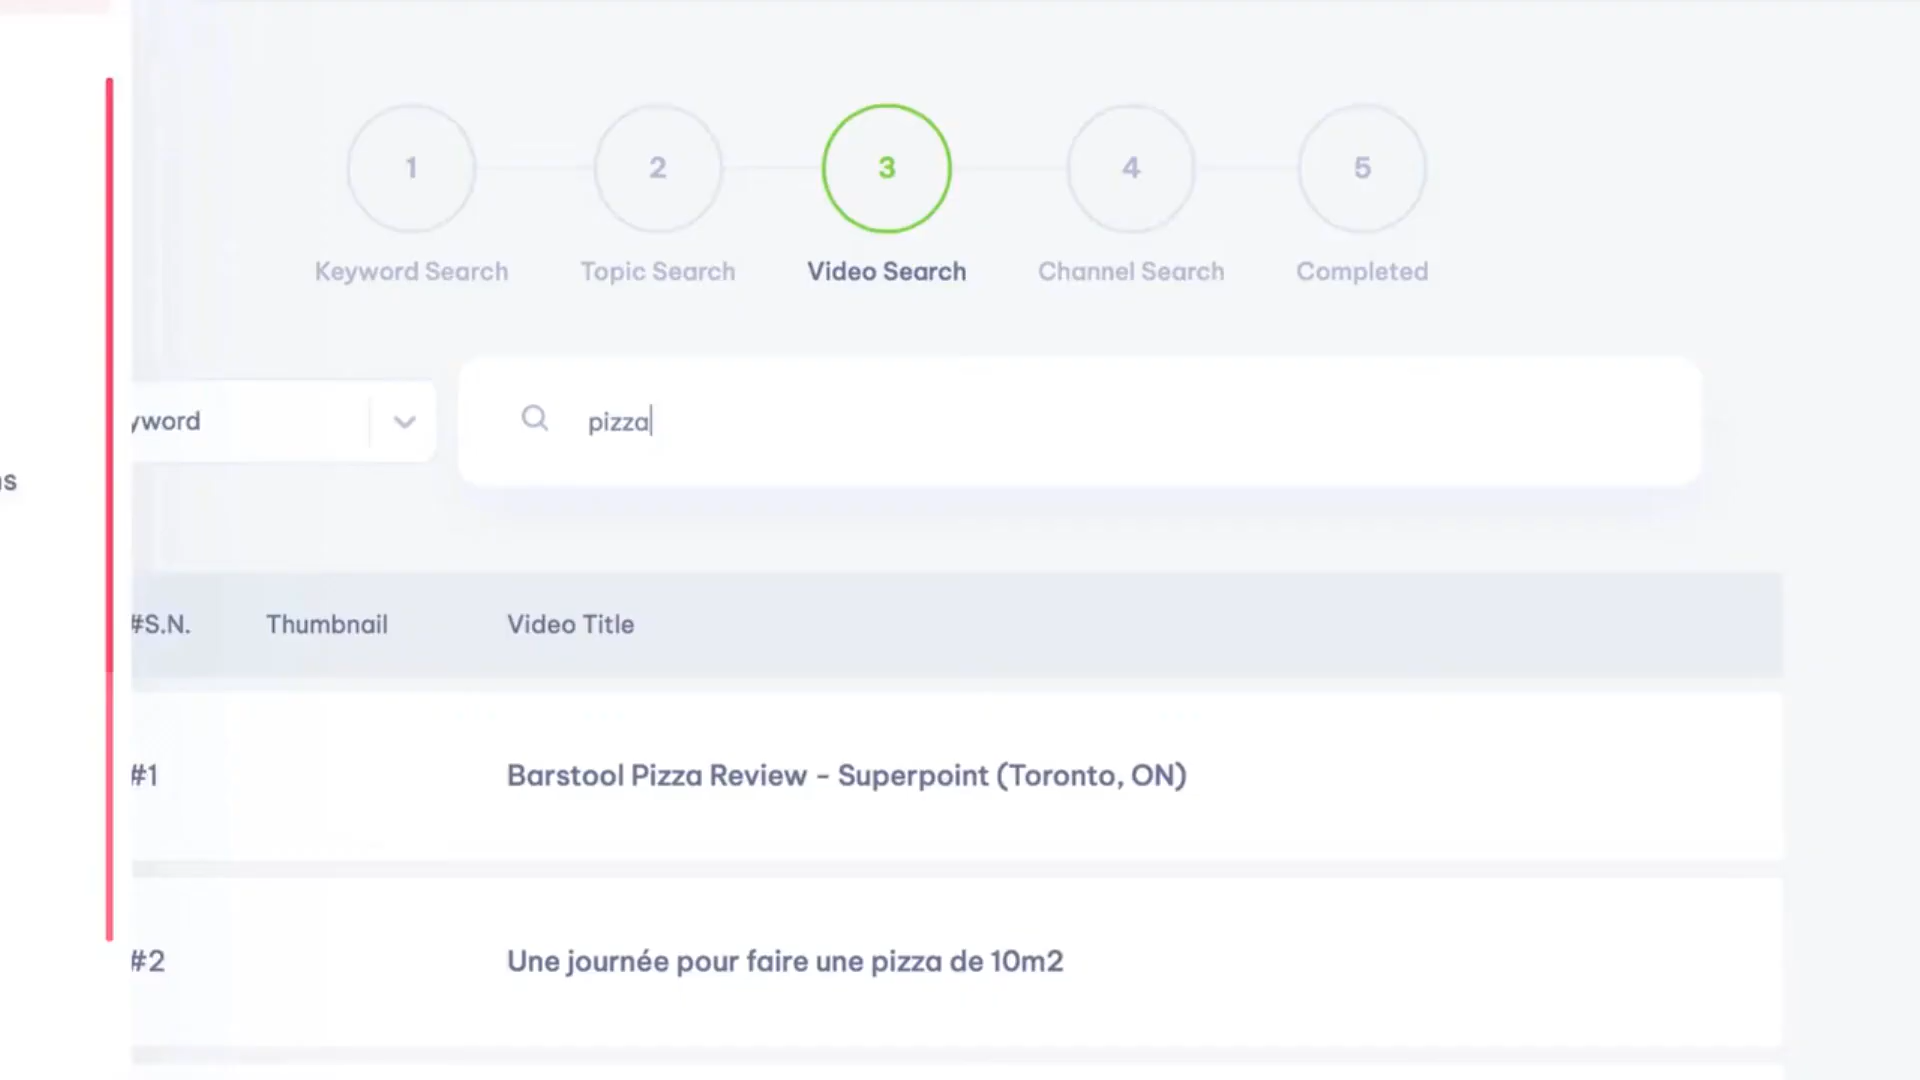 1 2 3 4 5
Keyword Search Topic Search Video Search Channel Search Completed
yword
pizza
s
#S.N. Thumbnail Video Title
#1 Barstool Pizza Review - Superpoint (Toronto, ON)
#2 Une journée pour faire une pizza de 10m2